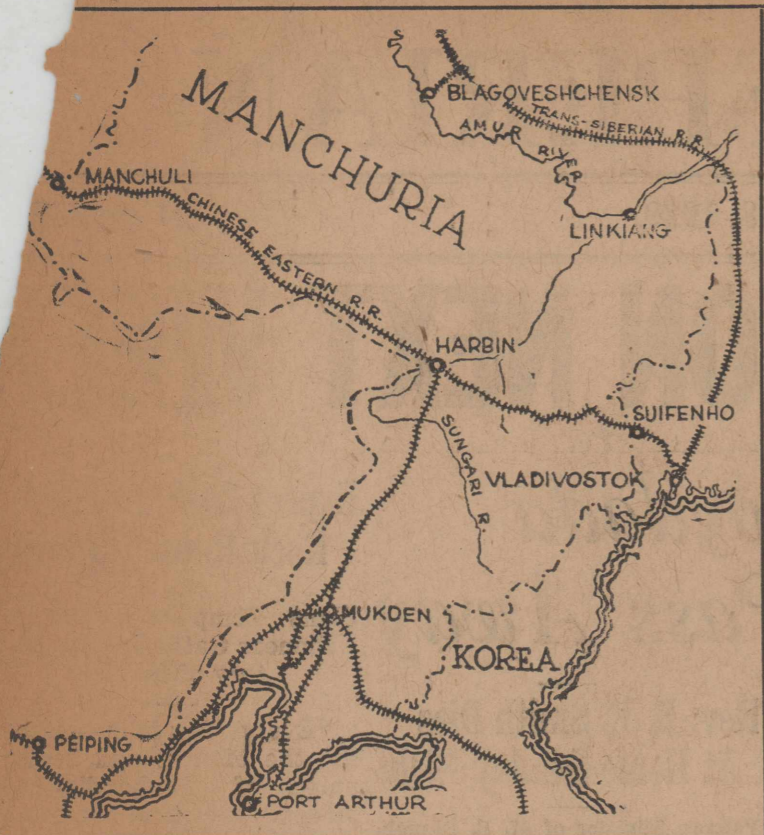 MANCHURIA
BLAGOVESHCHENSK
TRANS-SIBERIAN R.R.
AMUR RIVER
MANCHULI
CHINESE EASTERN R.R.
LINKIANG
HARBIN
SUIFENHO
SUNGARI R.
VLADIVOSTOK
MUKDEN
KOREA
PEIPING
PORT ARTHUR